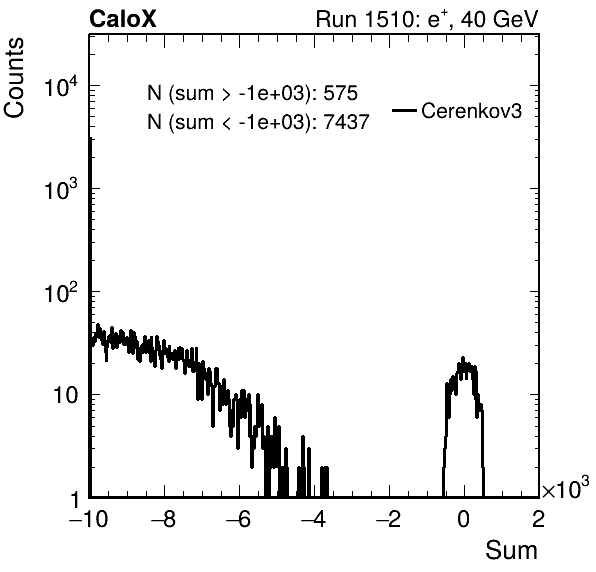 CaloX Run 1510: e⁺, 40 GeV
Counts
N (sum > -1e+03): 575
N (sum < -1e+03): 7437
Cerenkov3
10⁴
10³
10²
10
1
−10 −8 −6 −4 −2 0 2
×10³
Sum